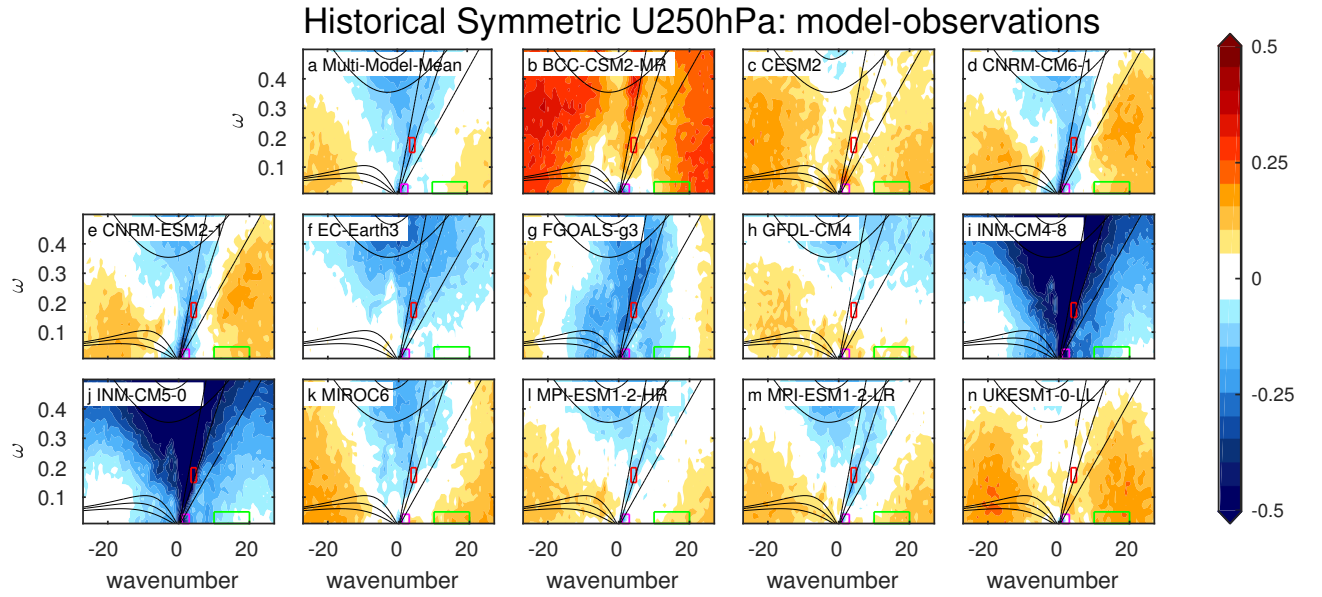 Historical Symmetric U250hPa: model-observations
a Multi-Model-Mean
b BCC-CSM2-MR
c CESM2
d CNRM-CM6-1
0.4
0.3
0.2
0.1
ω
e CNRM-ESM2-1
f EC-Earth3
g FGOALS-g3
h GFDL-CM4
i INM-CM4-8
0.4
0.3
0.2
0.1
ω
j INM-CM5-0
k MIROC6
l MPI-ESM1-2-HR
m MPI-ESM1-2-LR
n UKESM1-0-LL
0.4
0.3
0.2
0.1
ω
-20 0 20
-20 0 20
-20 0 20
-20 0 20
-20 0 20
wavenumber
wavenumber
wavenumber
wavenumber
wavenumber
0.5
0.25
0
-0.25
-0.5